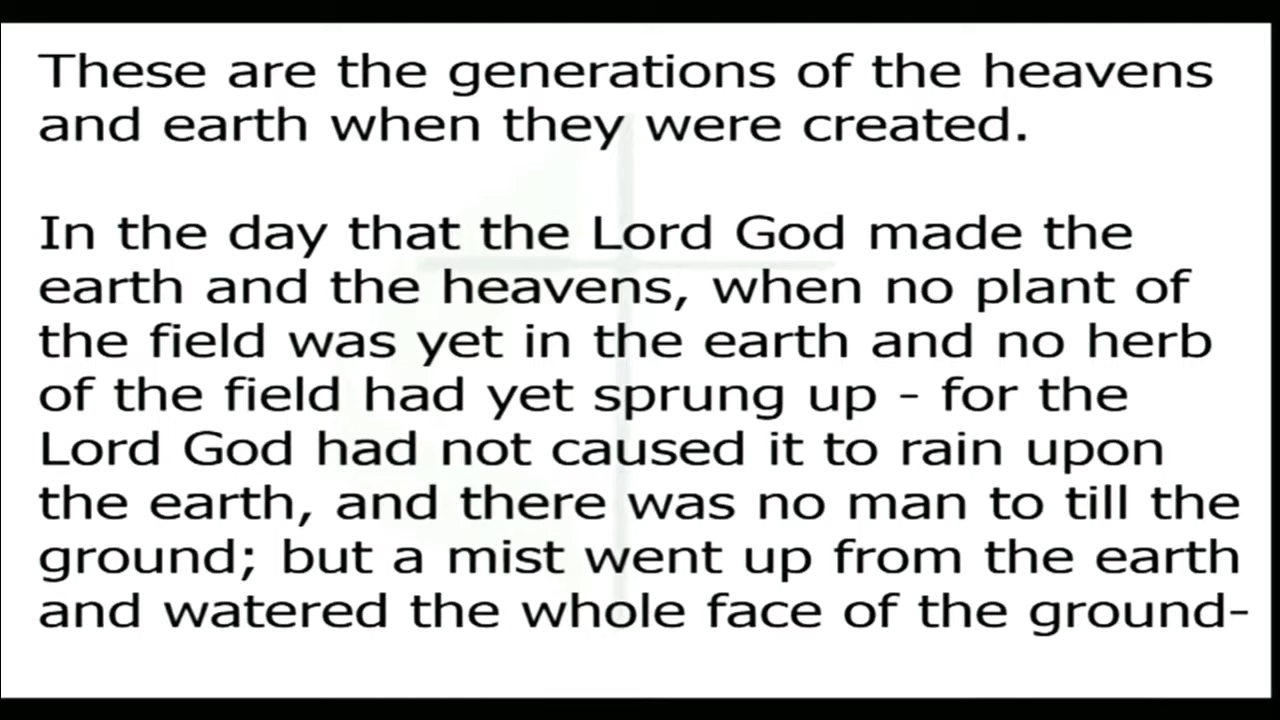 These are the generations of the heavens
and earth when they were created.
In the day that the Lord God made the
earth and the heavens, when no plant of
the field was yet in the earth and no herb
of the field had yet sprung up - for the
Lord God had not caused it to rain upon
the earth, and there was no man to till the
ground; but a mist went up from the earth
and watered the whole face of the ground-